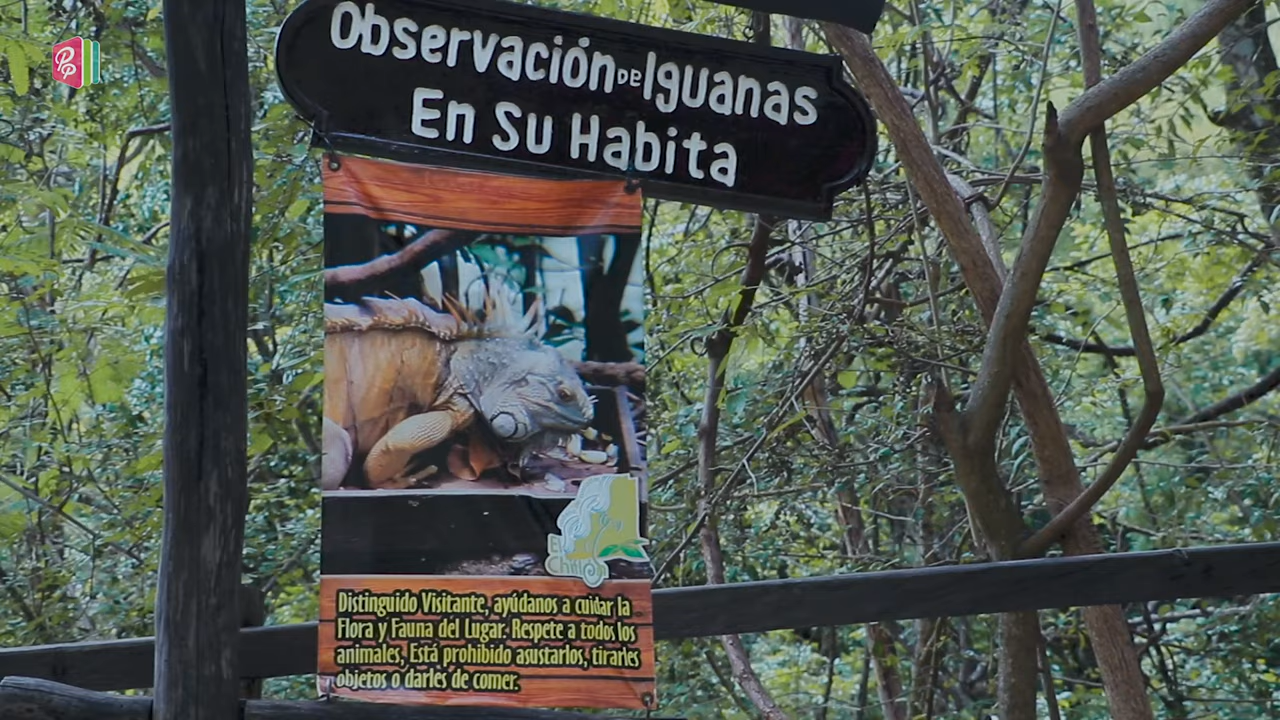 Observación DE Iguanas
En Su Habita
Distinguido Visitante, ayúdanos a cuidar la
Flora y Fauna del Lugar. Respete a todos los
animales, Está prohibido asustarlos, tirarles
objetos o darles de comer.